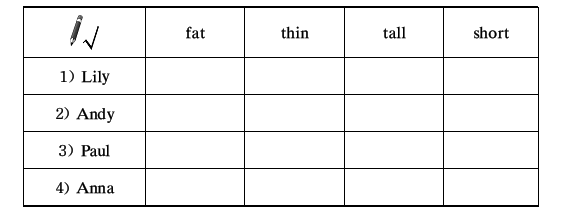 fat thin tall short
1) Lily
2) Andy
3) Paul
4) Anna